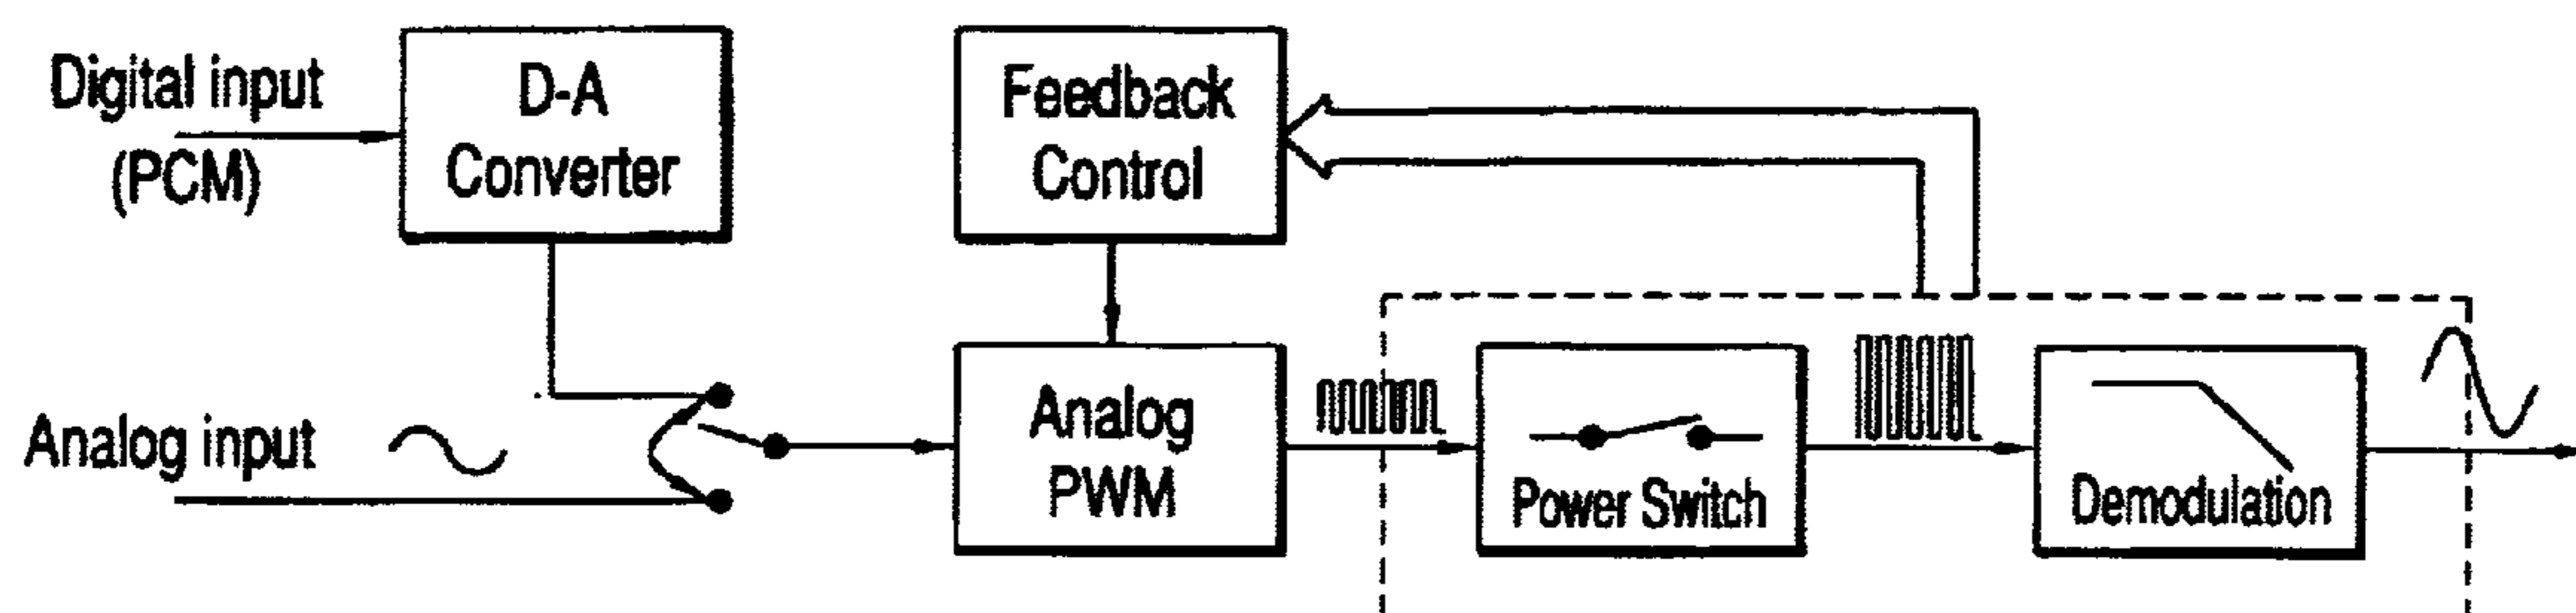 Digital input
(PCM)
D-A
Converter
Feedback
Control
Analog input
Analog
PWM
Power Switch
Demodulation